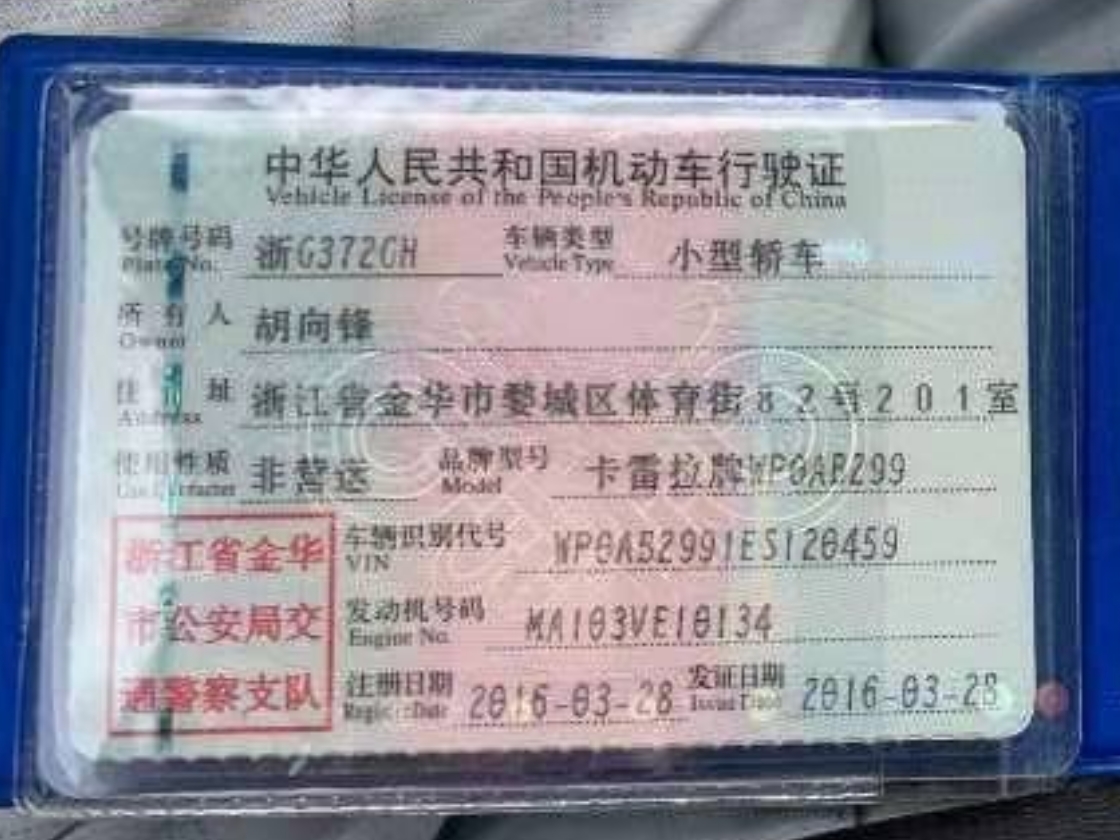 中华人民共和国机动车行驶证
Vehicle License of the People's Republic of China
号牌号码 浙G372GH 车辆类型 小型轿车
Plate No. Vehicle Type
所有人 胡向锋
Owner
住址 浙江省金华市婺城区体育街82号201室
Address
使用性质 非营运 品牌型号 卡雷拉牌WP0AB299
Use Character Model
浙江省金华 车辆识别代号 WP0A52991ES120459
VIN
市公安局交 发动机号码 MA103VE10134
Engine No.
通警察支队 注册日期 2016-03-28 发证日期 2016-03-28
Register Date Issue Date